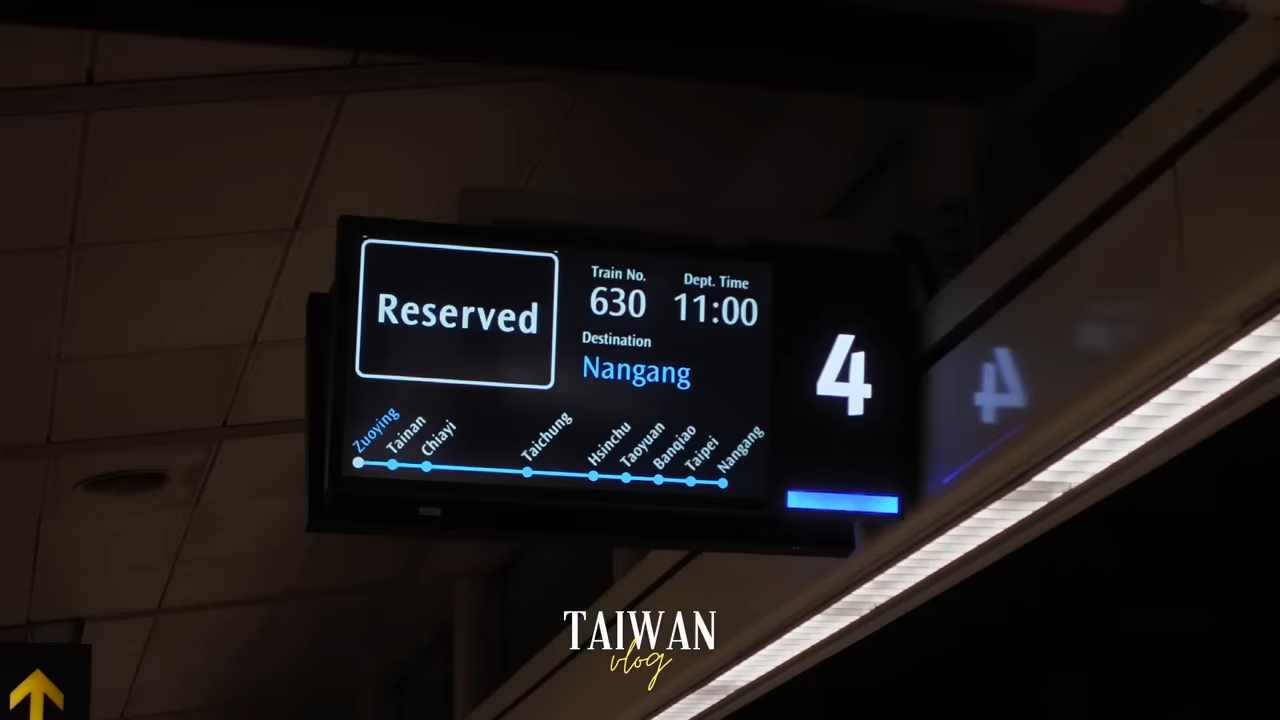 Reserved
Train No.
630
Dept. Time
11:00
Destination
Nangang
4
Zuoying
Tainan
Chiayi
Taichung
Hsinchu
Taoyuan
Banqiao
Taipei
Nangang
TAIWAN
vlog